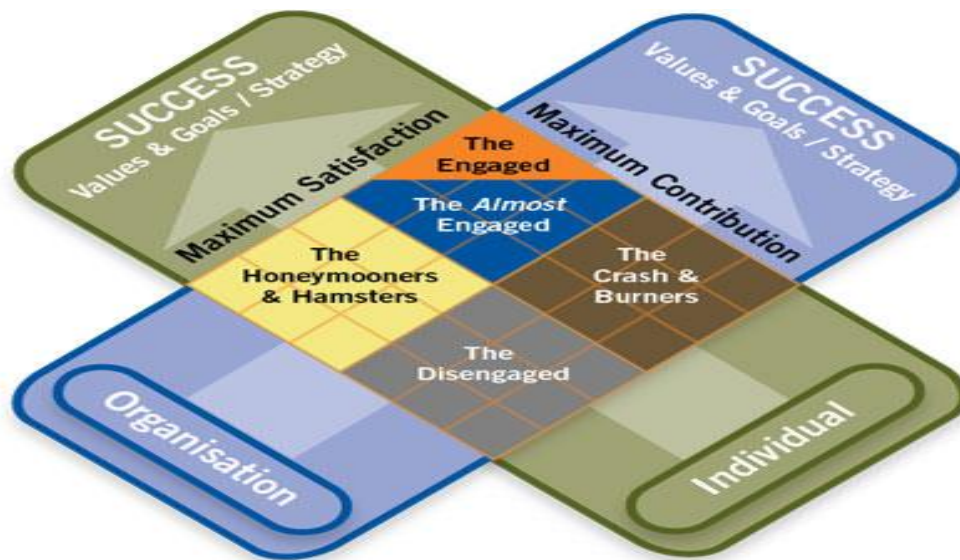 SUCCESS
Values & Goals / Strategy
Maximum Satisfaction
SUCCESS
Values & Goals / Strategy
Maximum Contribution
The
Engaged
The Almost
Engaged
The
Honeymooners
& Hamsters
The
Crash &
Burners
The
Disengaged
Organisation
Individual